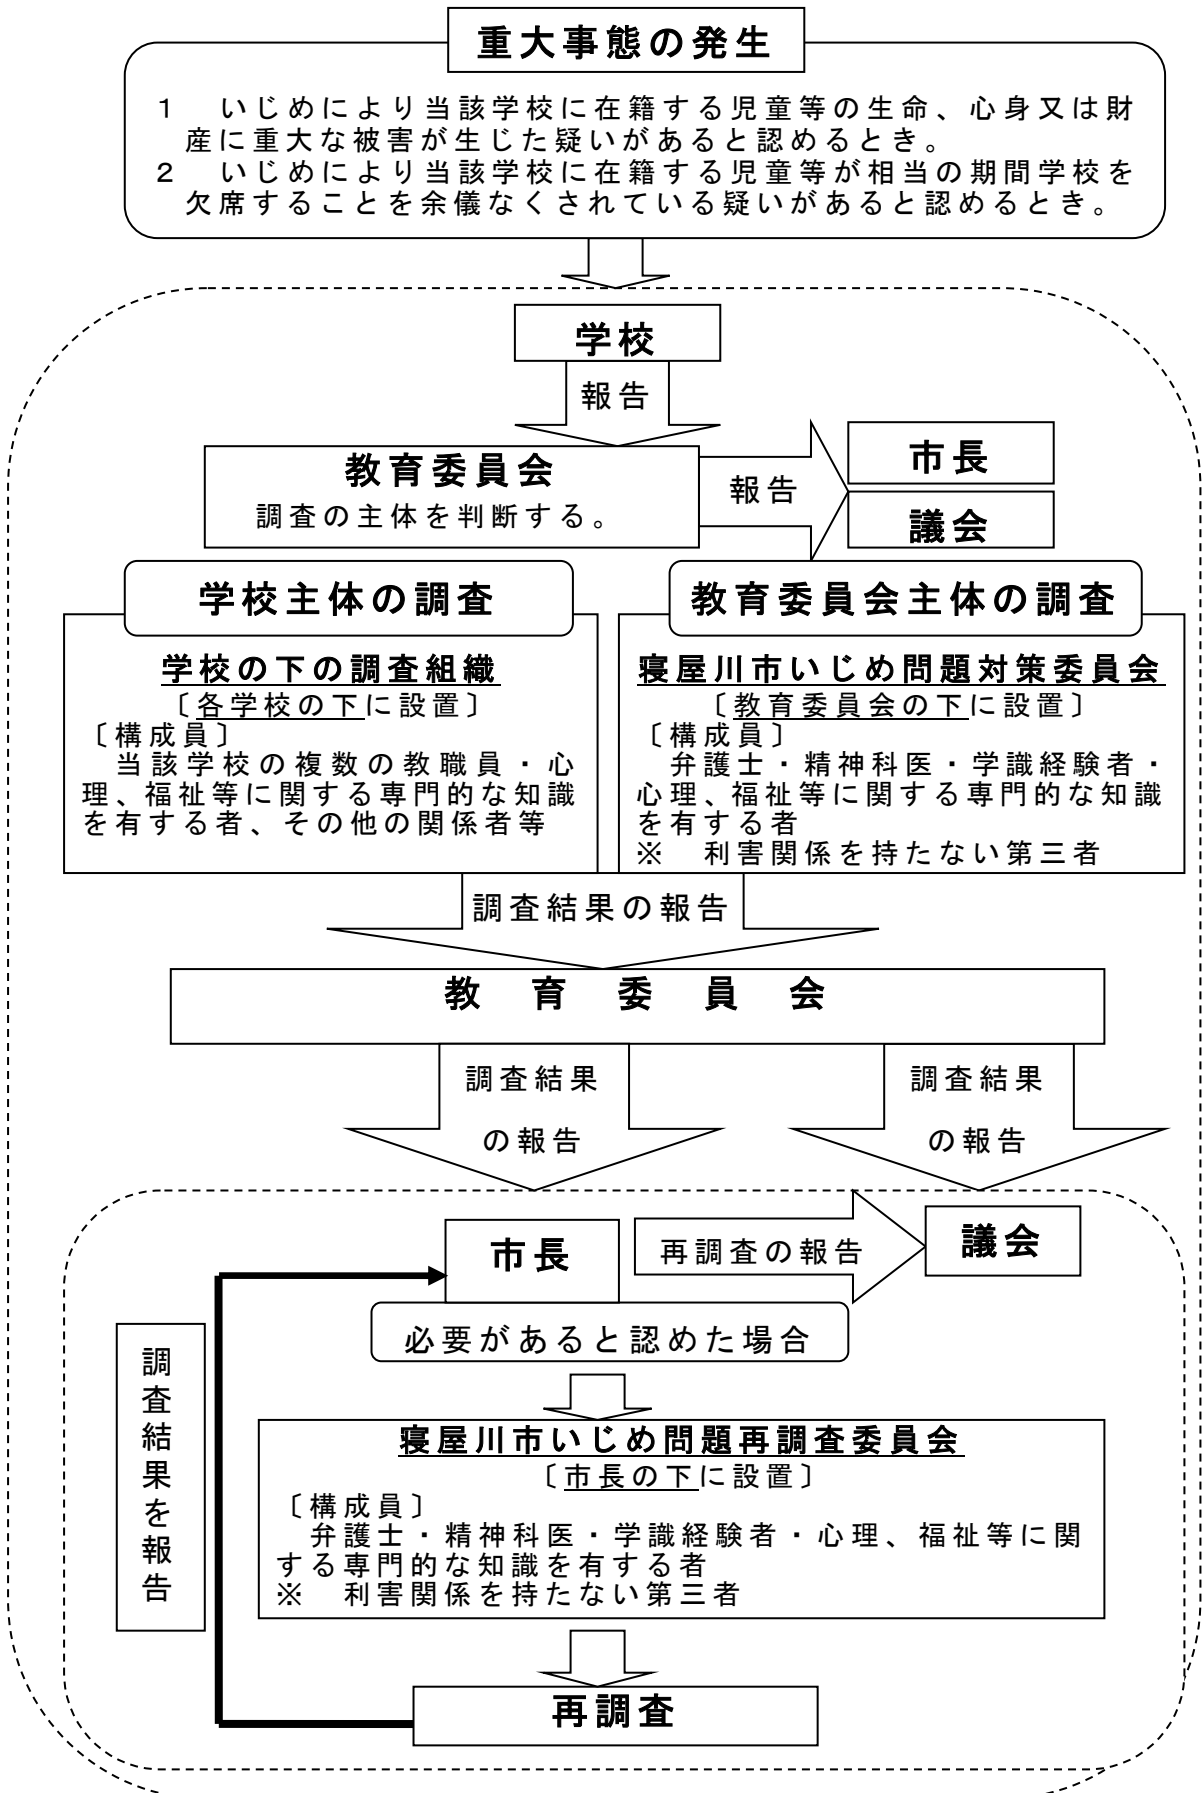 重大事態の発生
１　いじめにより当該学校に在籍する児童等の生命、心身又は財
産に重大な被害が生じた疑いがあると認めるとき。
２　いじめにより当該学校に在籍する児童等が相当の期間学校を
欠席することを余儀なくされている疑いがあると認めるとき。
学校
報告
教育委員会
調査の主体を判断する。
報告
市長
議会
学校主体の調査
学校の下の調査組織
〔各学校の下に設置〕
〔構成員〕
当該学校の複数の教職員・心
理、福祉等に関する専門的な知識
を有する者、その他の関係者等
教育委員会主体の調査
寝屋川市いじめ問題対策委員会
〔教育委員会の下に設置〕
〔構成員〕
弁護士・精神科医・学識経験者・
心理、福祉等に関する専門的な知識
を有する者
※　利害関係を持たない第三者
調査結果の報告
教育委員会
調査結果
の報告
調査結果
の報告
市長
再調査の報告
議会
必要があると認めた場合
調査結果を報告
寝屋川市いじめ問題再調査委員会
〔市長の下に設置〕
〔構成員〕
弁護士・精神科医・学識経験者・心理、福祉等に関
する専門的な知識を有する者
※　利害関係を持たない第三者
再調査